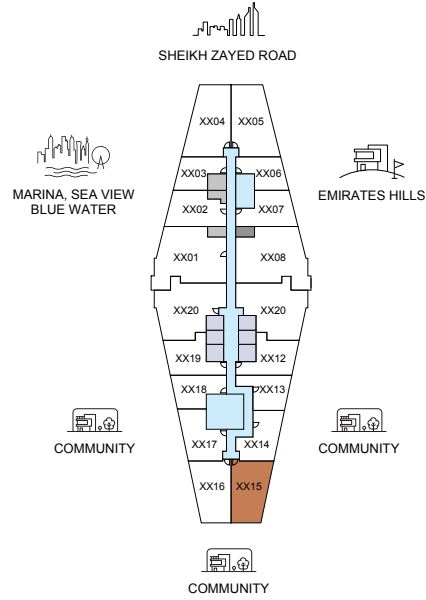 SHEIKH ZAYED ROAD
XX04 XX05
XX03 XX06
MARINA, SEA VIEW
BLUE WATER
EMIRATES HILLS
XX02 XX07
XX01 XX08
XX20 XX20
XX19 XX12
XX18 XX13
COMMUNITY
XX17 XX14
COMMUNITY
XX16 XX15
COMMUNITY